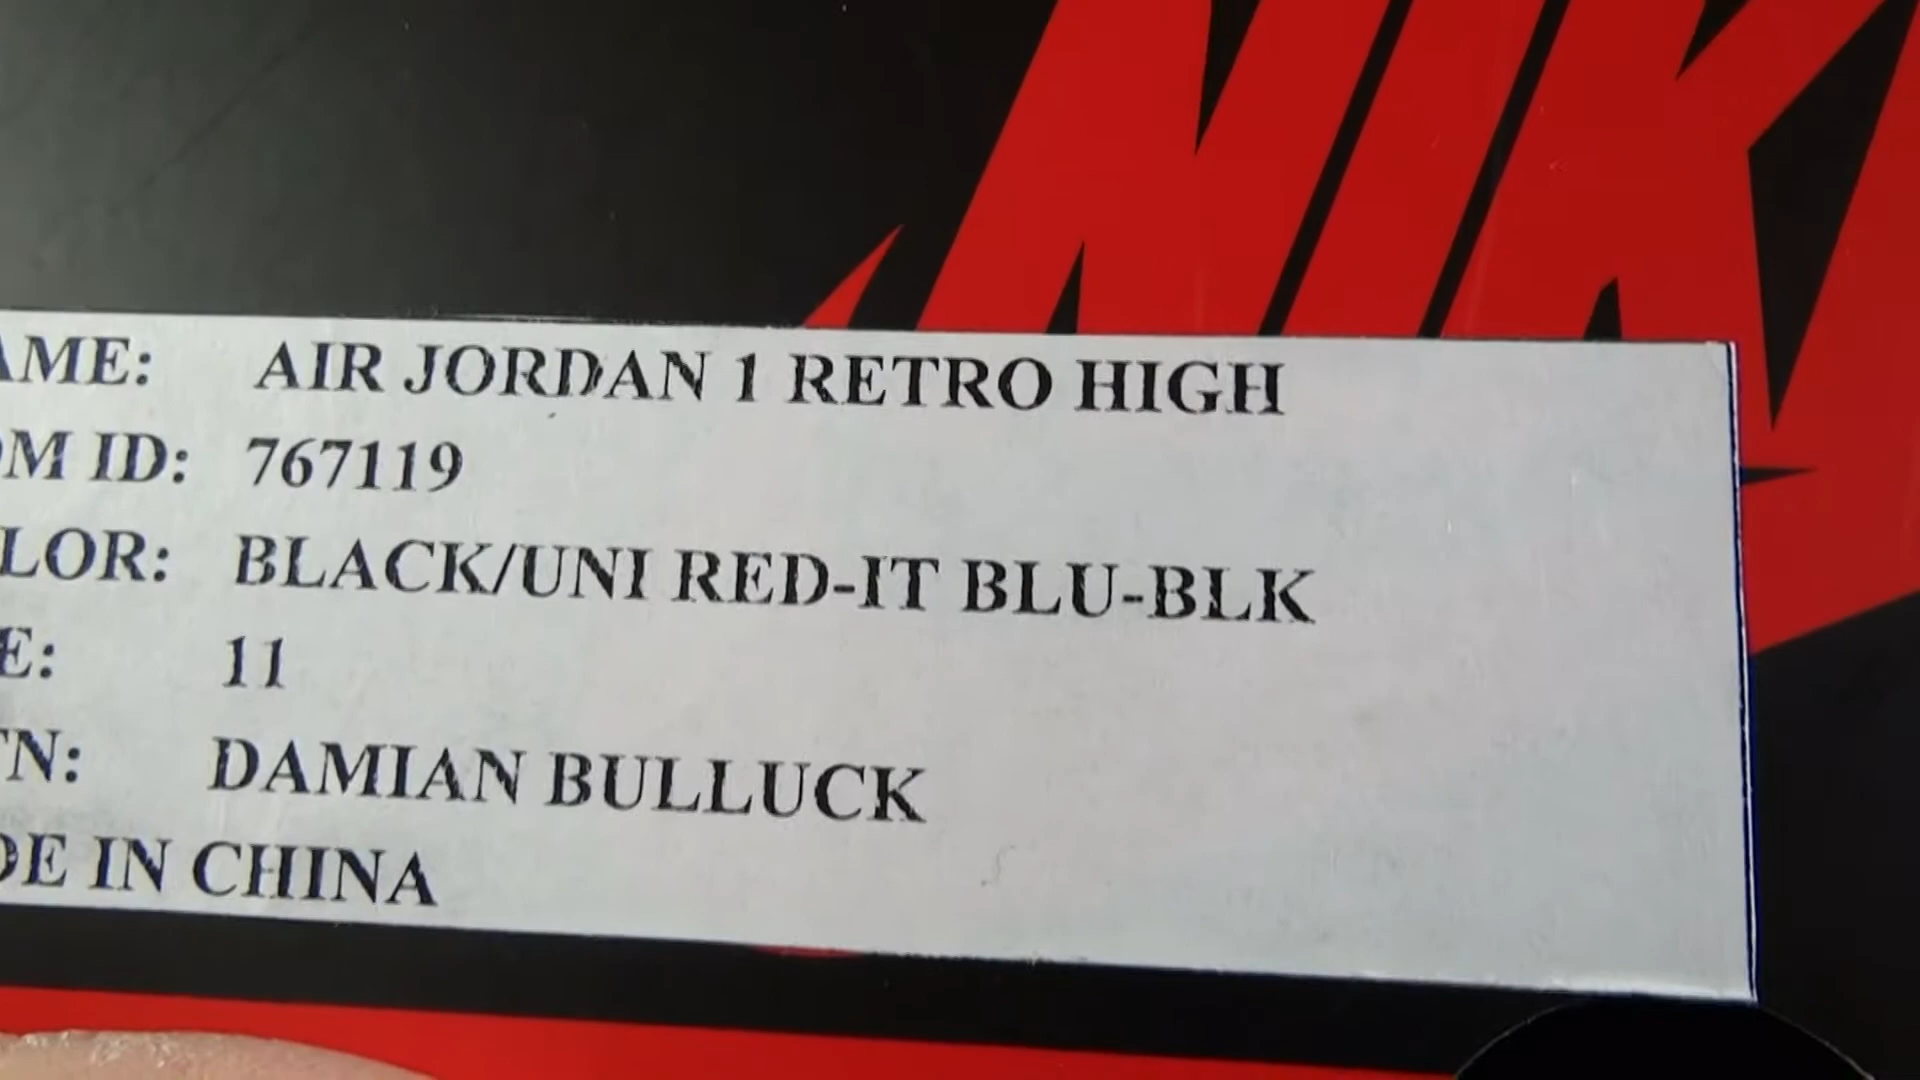 NIK
AME: AIR JORDAN 1 RETRO HIGH
OM ID: 767119
LOR: BLACK/UNI RED-IT BLU-BLK
E: 11
TN: DAMIAN BULLUCK
DE IN CHINA